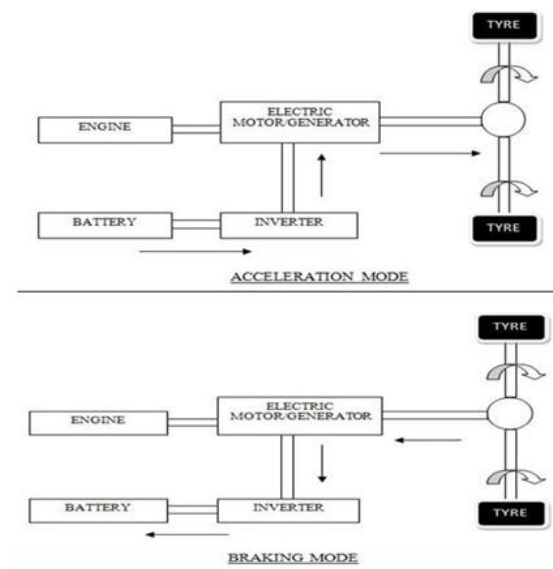 TYRE
ELECTRIC
MOTOR/GENERATOR
ENGINE
BATTERY
INVERTER
TYRE
ACCELERATION MODE
TYRE
ELECTRIC
MOTOR/GENERATOR
ENGINE
BATTERY
INVERTER
TYRE
BRAKING MODE